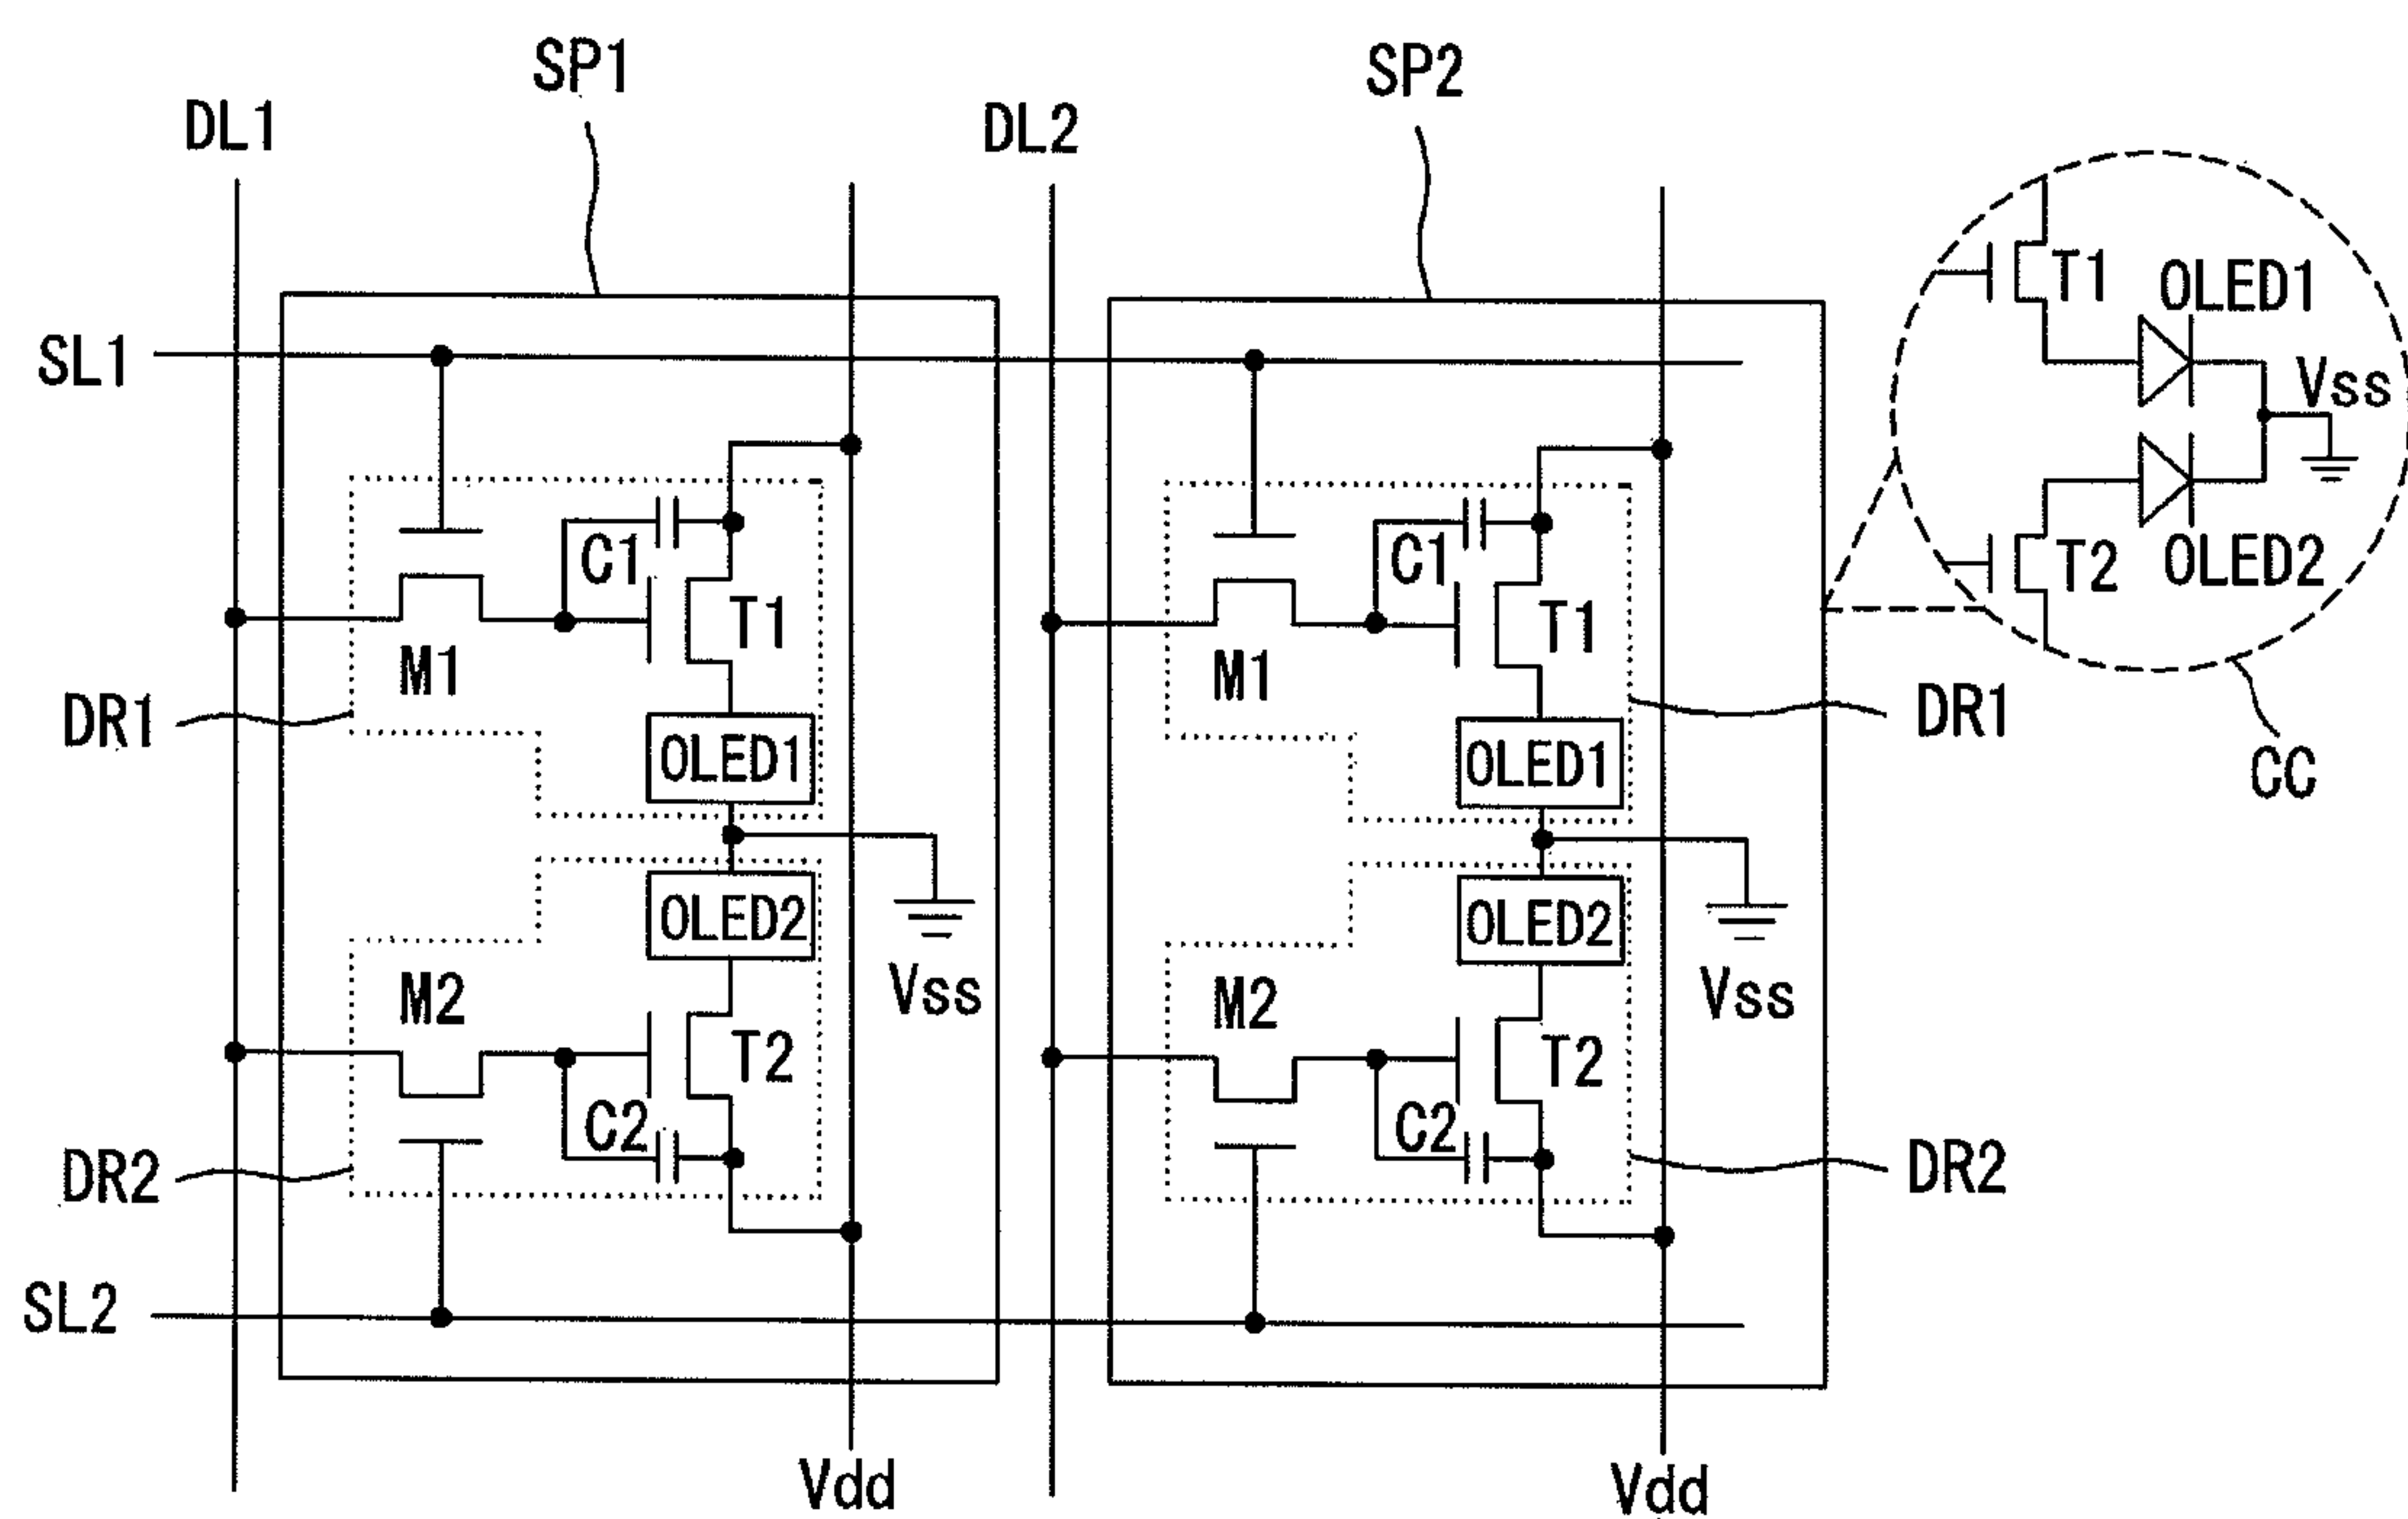 SP1
SP2
DL1
DL2
T1
OLED1
SL1
Vss
C1
C1
T2
OLED2
T1
T1
M1
M1
DR1
OLED1
OLED1
DR1
CC
OLED2
OLED2
M2
Vss
M2
Vss
T2
T2
C2
C2
DR2
DR2
SL2
Vdd
Vdd